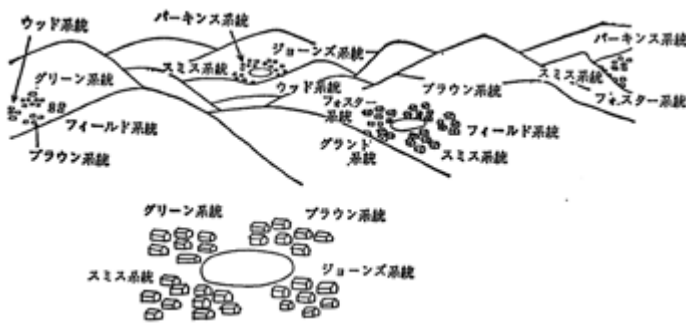 パーキンス系統
ウッド系統
ジョーンズ系統
パーキンス系統
グリーン系統
スミス系統
ウッド系統
ブラウン系統
スミス系統
フォスター系統
フォスター
系統
フィールド系統
フィールド系統
グランド
系統
スミス系統
ブラウン系統
グリーン系統
ブラウン系統
スミス系統
ジョーンズ系統